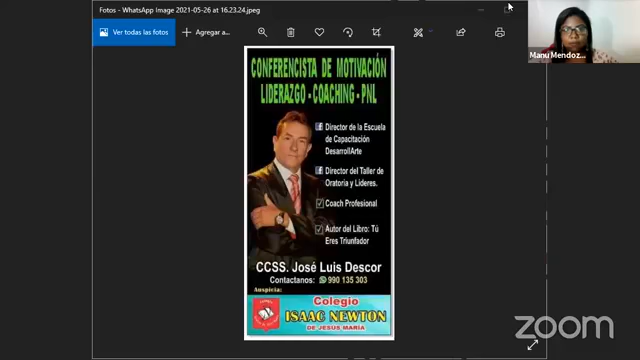 Fotos - WhatsApp Image 2021-05-26 at 16.23.24.jpeg
Ver todas las fotos
Agregar a...
Manu Mendoz...
CONFERENCISTA DE MOTIVACIÓN
LIDERAZGO - COACHING - PNL
Director de la Escuela
de Capacitación
DesarrollArte
Director del Taller de
Oratoria y Lideres.
Coach Profesional
Autor del Libro: Tú
Eres Triunfador
CCSS. José Luis Descor
Contactanos: 990 135 303
Auspicia:
Colegio
ISAAC NEWTON
DE JESUS MARÍA
zoom